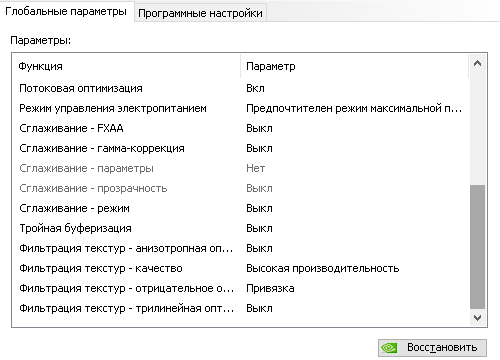 Глобальные параметры Программные настройки
Параметры:
Функция Параметр
Потоковая оптимизация Вкл
Режим управления электропитанием Предпочтителен режим максимальной п...
Сглаживание - FXAA Выкл
Сглаживание - гамма-коррекция Выкл
Сглаживание - параметры Нет
Сглаживание - прозрачность Выкл
Сглаживание - режим Выкл
Тройная буферизация Выкл
Фильтрация текстур - анизотропная оп... Выкл
Фильтрация текстур - качество Высокая производительность
Фильтрация текстур - отрицательное о... Привязка
Фильтрация текстур - трилинейная опт... Выкл
Восстановить